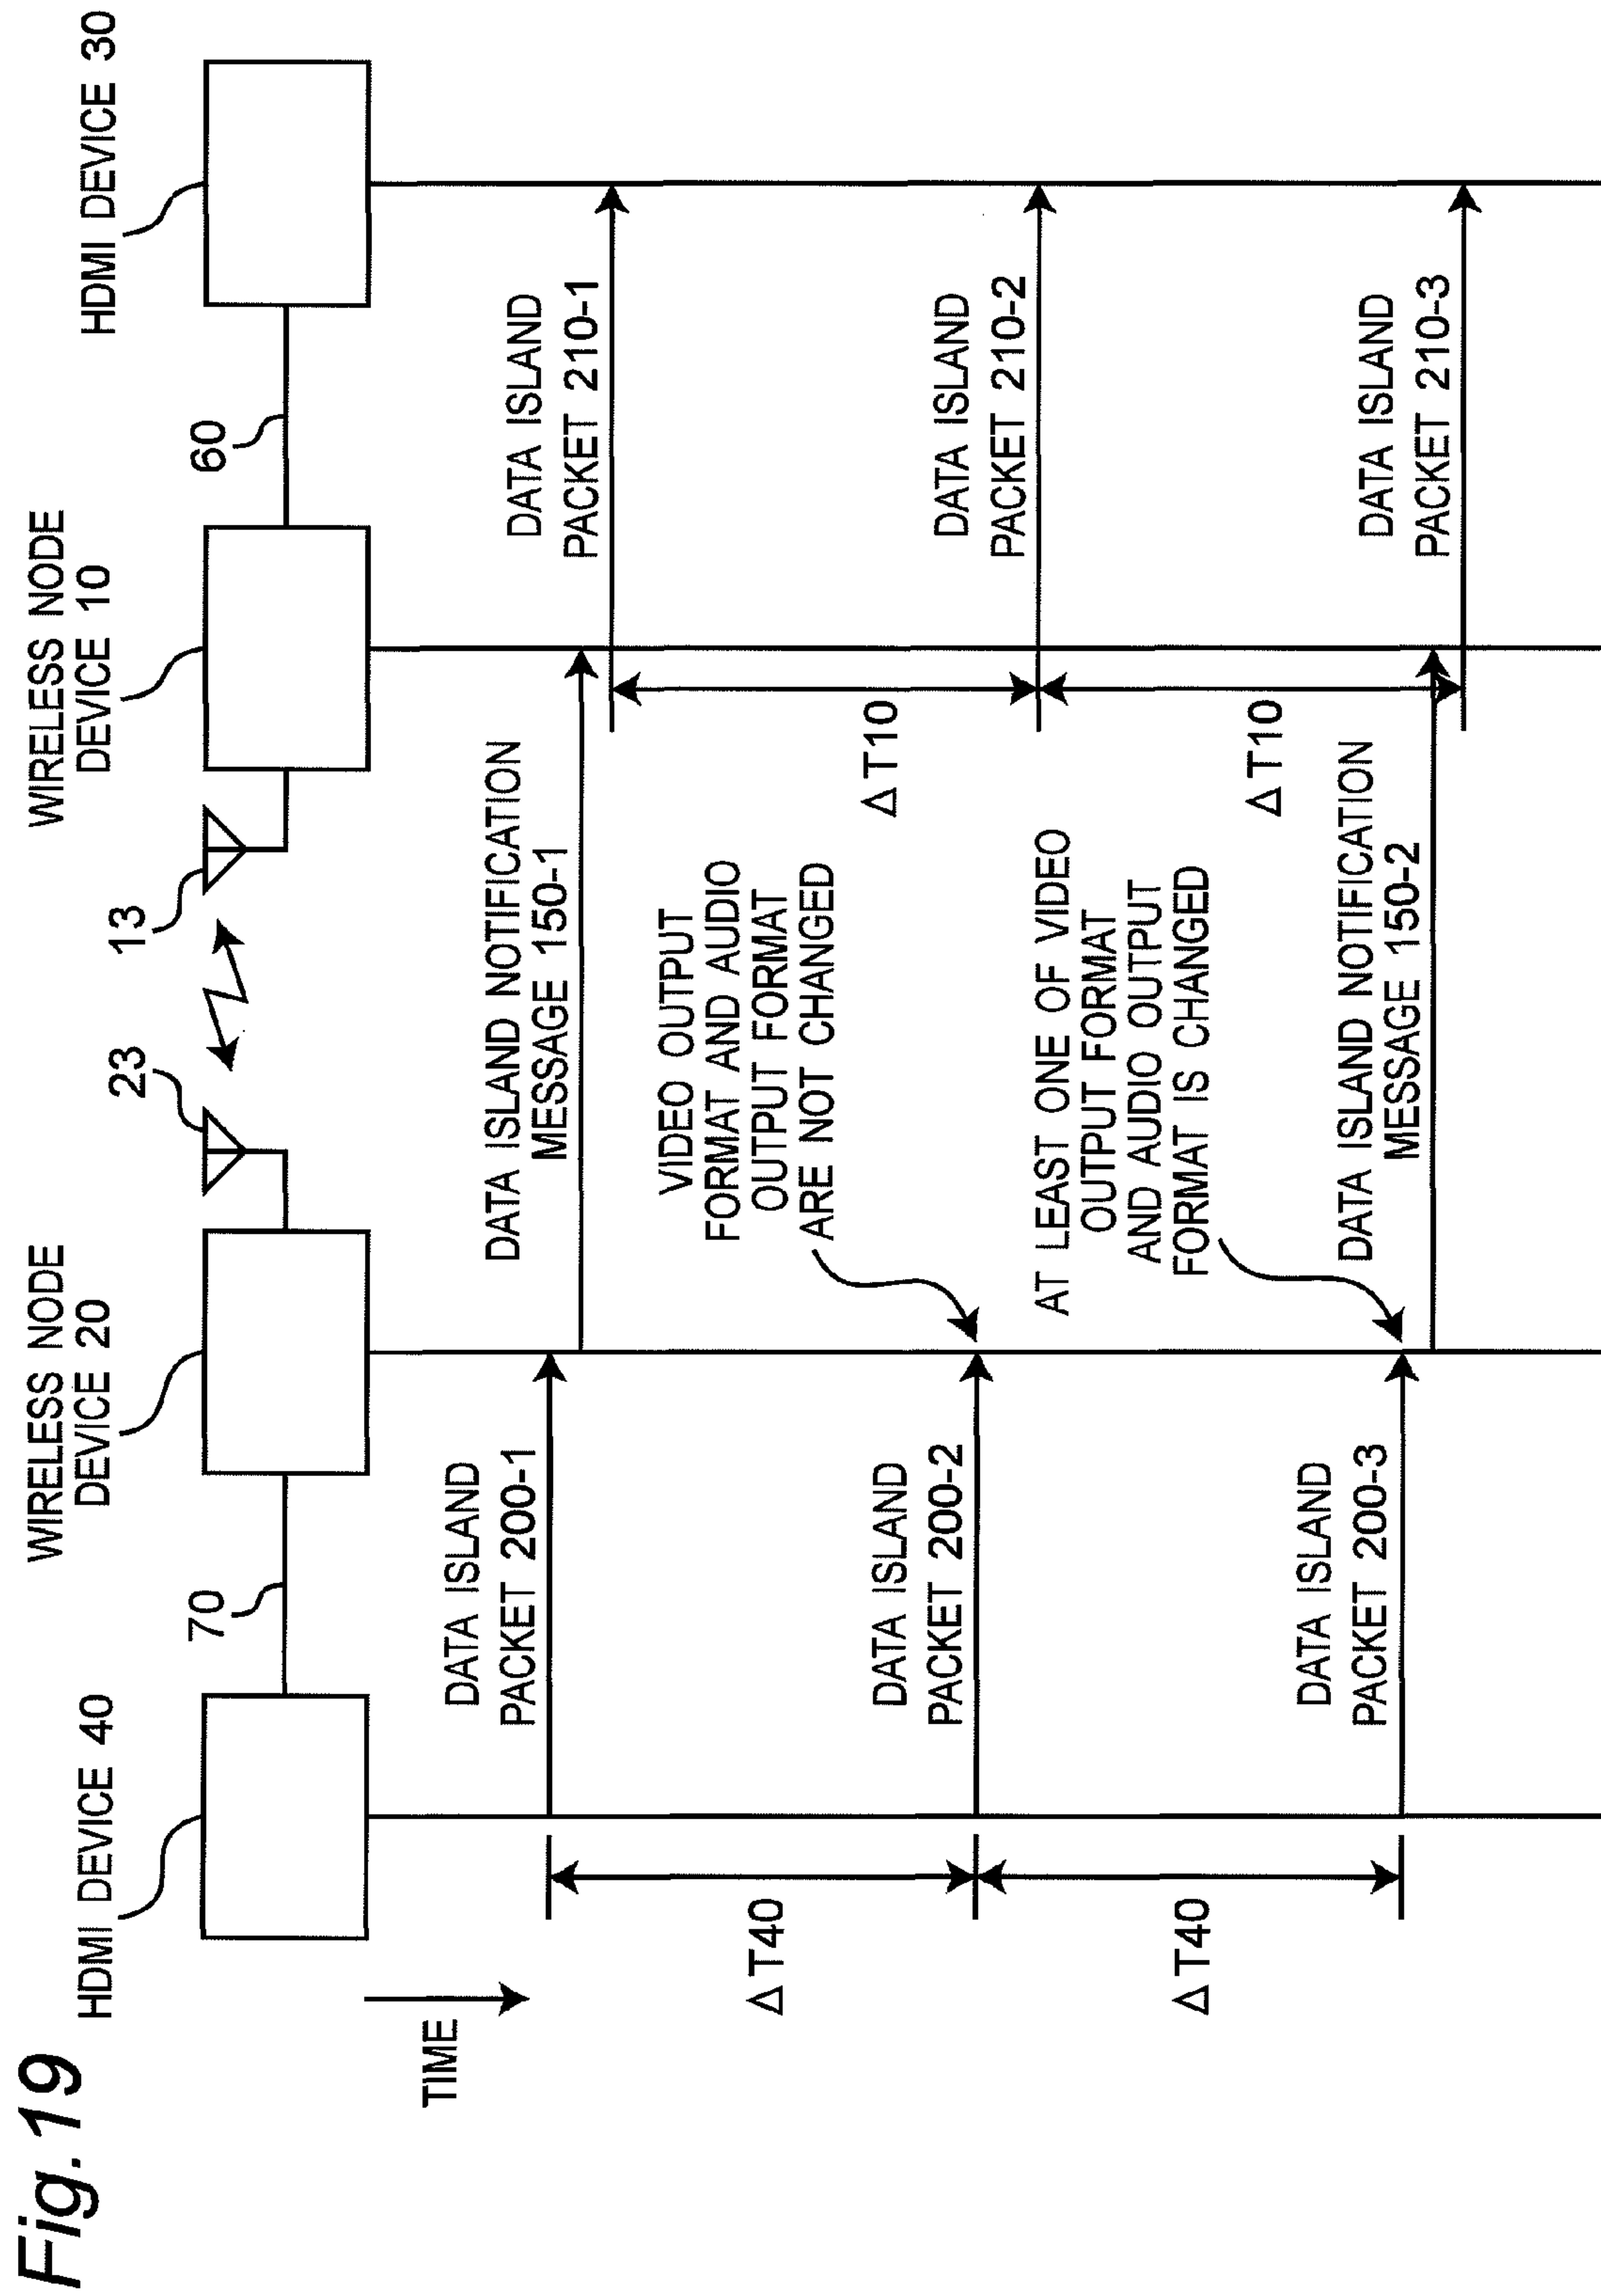 Fig.19
HDMI DEVICE 40
WIRELESS NODE
DEVICE 20
WIRELESS NODE
DEVICE 10
HDMI DEVICE 30
70
23
13
60
TIME
DATA ISLAND
PACKET 200-1
DATA ISLAND NOTIFICATION
MESSAGE 150-1
DATA ISLAND
PACKET 210-1
Δ T40
VIDEO OUTPUT
FORMAT AND AUDIO
OUTPUT FORMAT
ARE NOT CHANGED
Δ T10
DATA ISLAND
PACKET 200-2
DATA ISLAND
PACKET 210-2
Δ T40
AT LEAST ONE OF VIDEO
OUTPUT FORMAT
AND AUDIO OUTPUT
FORMAT IS CHANGED
Δ T10
DATA ISLAND
PACKET 200-3
DATA ISLAND NOTIFICATION
MESSAGE 150-2
DATA ISLAND
PACKET 210-3